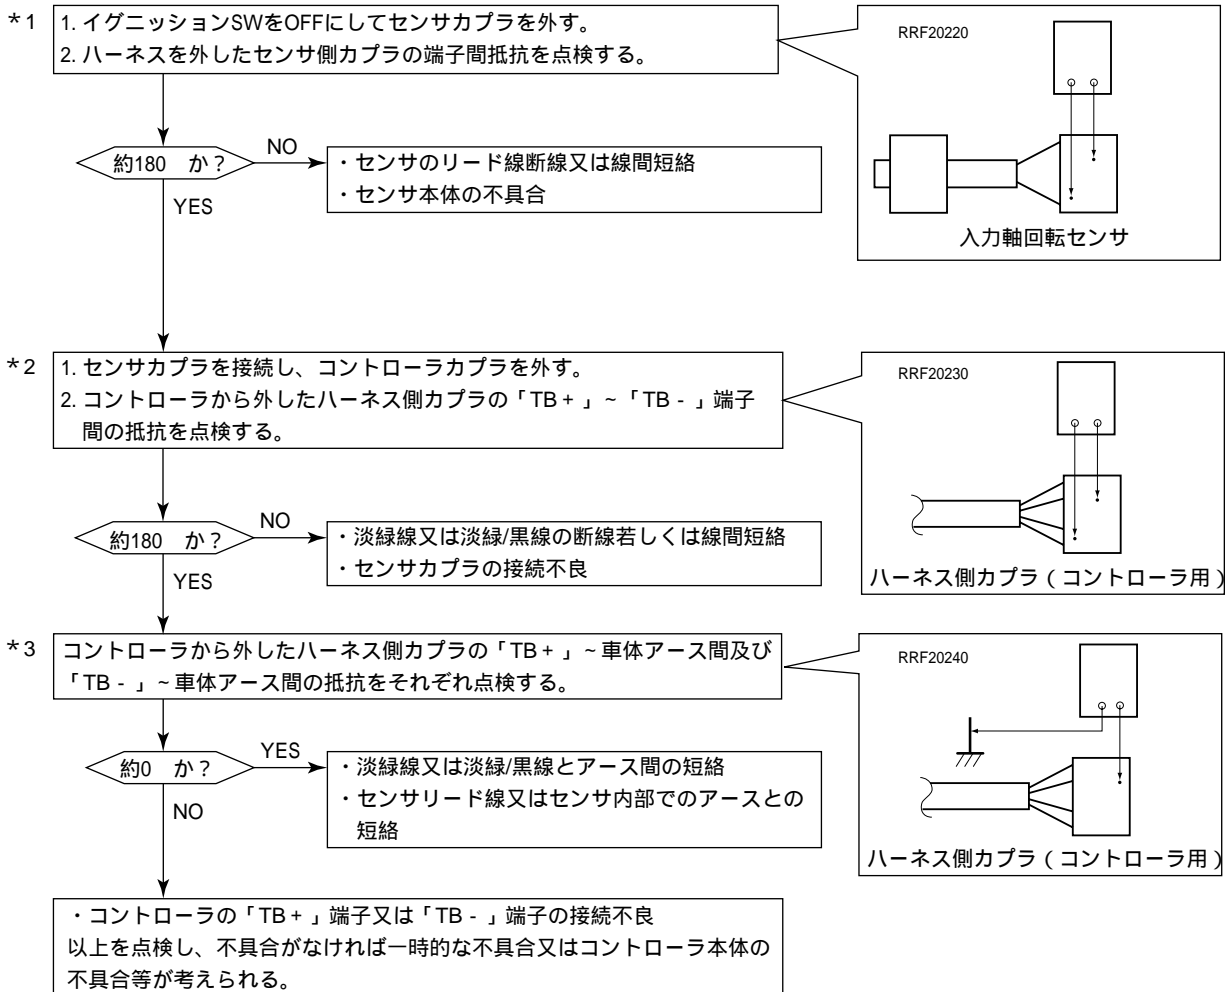 *1
1. イグニッションSWをOFFにしてセンサカプラを外す。
2. ハーネスを外したセンサ側カプラの端子間抵抗を点検する。
RRF20220
入力軸回転センサ
約180　か？
NO
YES
・センサのリード線断線又は線間短絡
・センサ本体の不具合
*2
1. センサカプラを接続し、コントローラカプラを外す。
2. コントローラから外したハーネス側カプラの「TB + 」~「TB - 」端子
間の抵抗を点検する。
RRF20230
ハーネス側カプラ ( コントローラ用 )
約180　か？
NO
YES
・淡緑線又は淡緑/黒線の断線若しくは線間短絡
・センサカプラの接続不良
*3
コントローラから外したハーネス側カプラの「TB + 」~車体アース間及び
「TB - 」~車体アース間の抵抗をそれぞれ点検する。
RRF20240
ハーネス側カプラ ( コントローラ用 )
約0　か？
YES
NO
・淡緑線又は淡緑/黒線とアース間の短絡
・センサリード線又はセンサ内部でのアースとの
短絡
・コントローラの「TB + 」端子又は「TB - 」端子の接続不良
以上を点検し、不具合がなければ一時的な不具合又はコントローラ本体の
不具合等が考えられる。